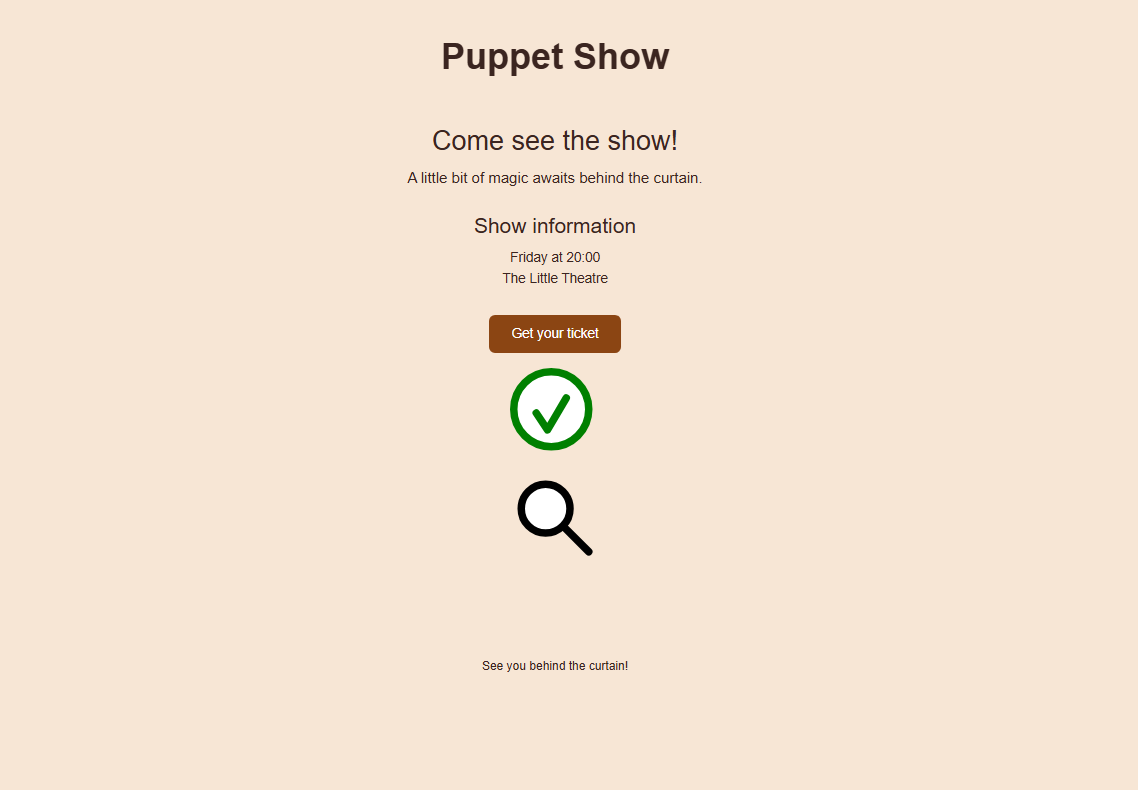 Puppet Show
Come see the show!
A little bit of magic awaits behind the curtain.
Show information
Friday at 20:00
The Little Theatre
Get your ticket
See you behind the curtain!